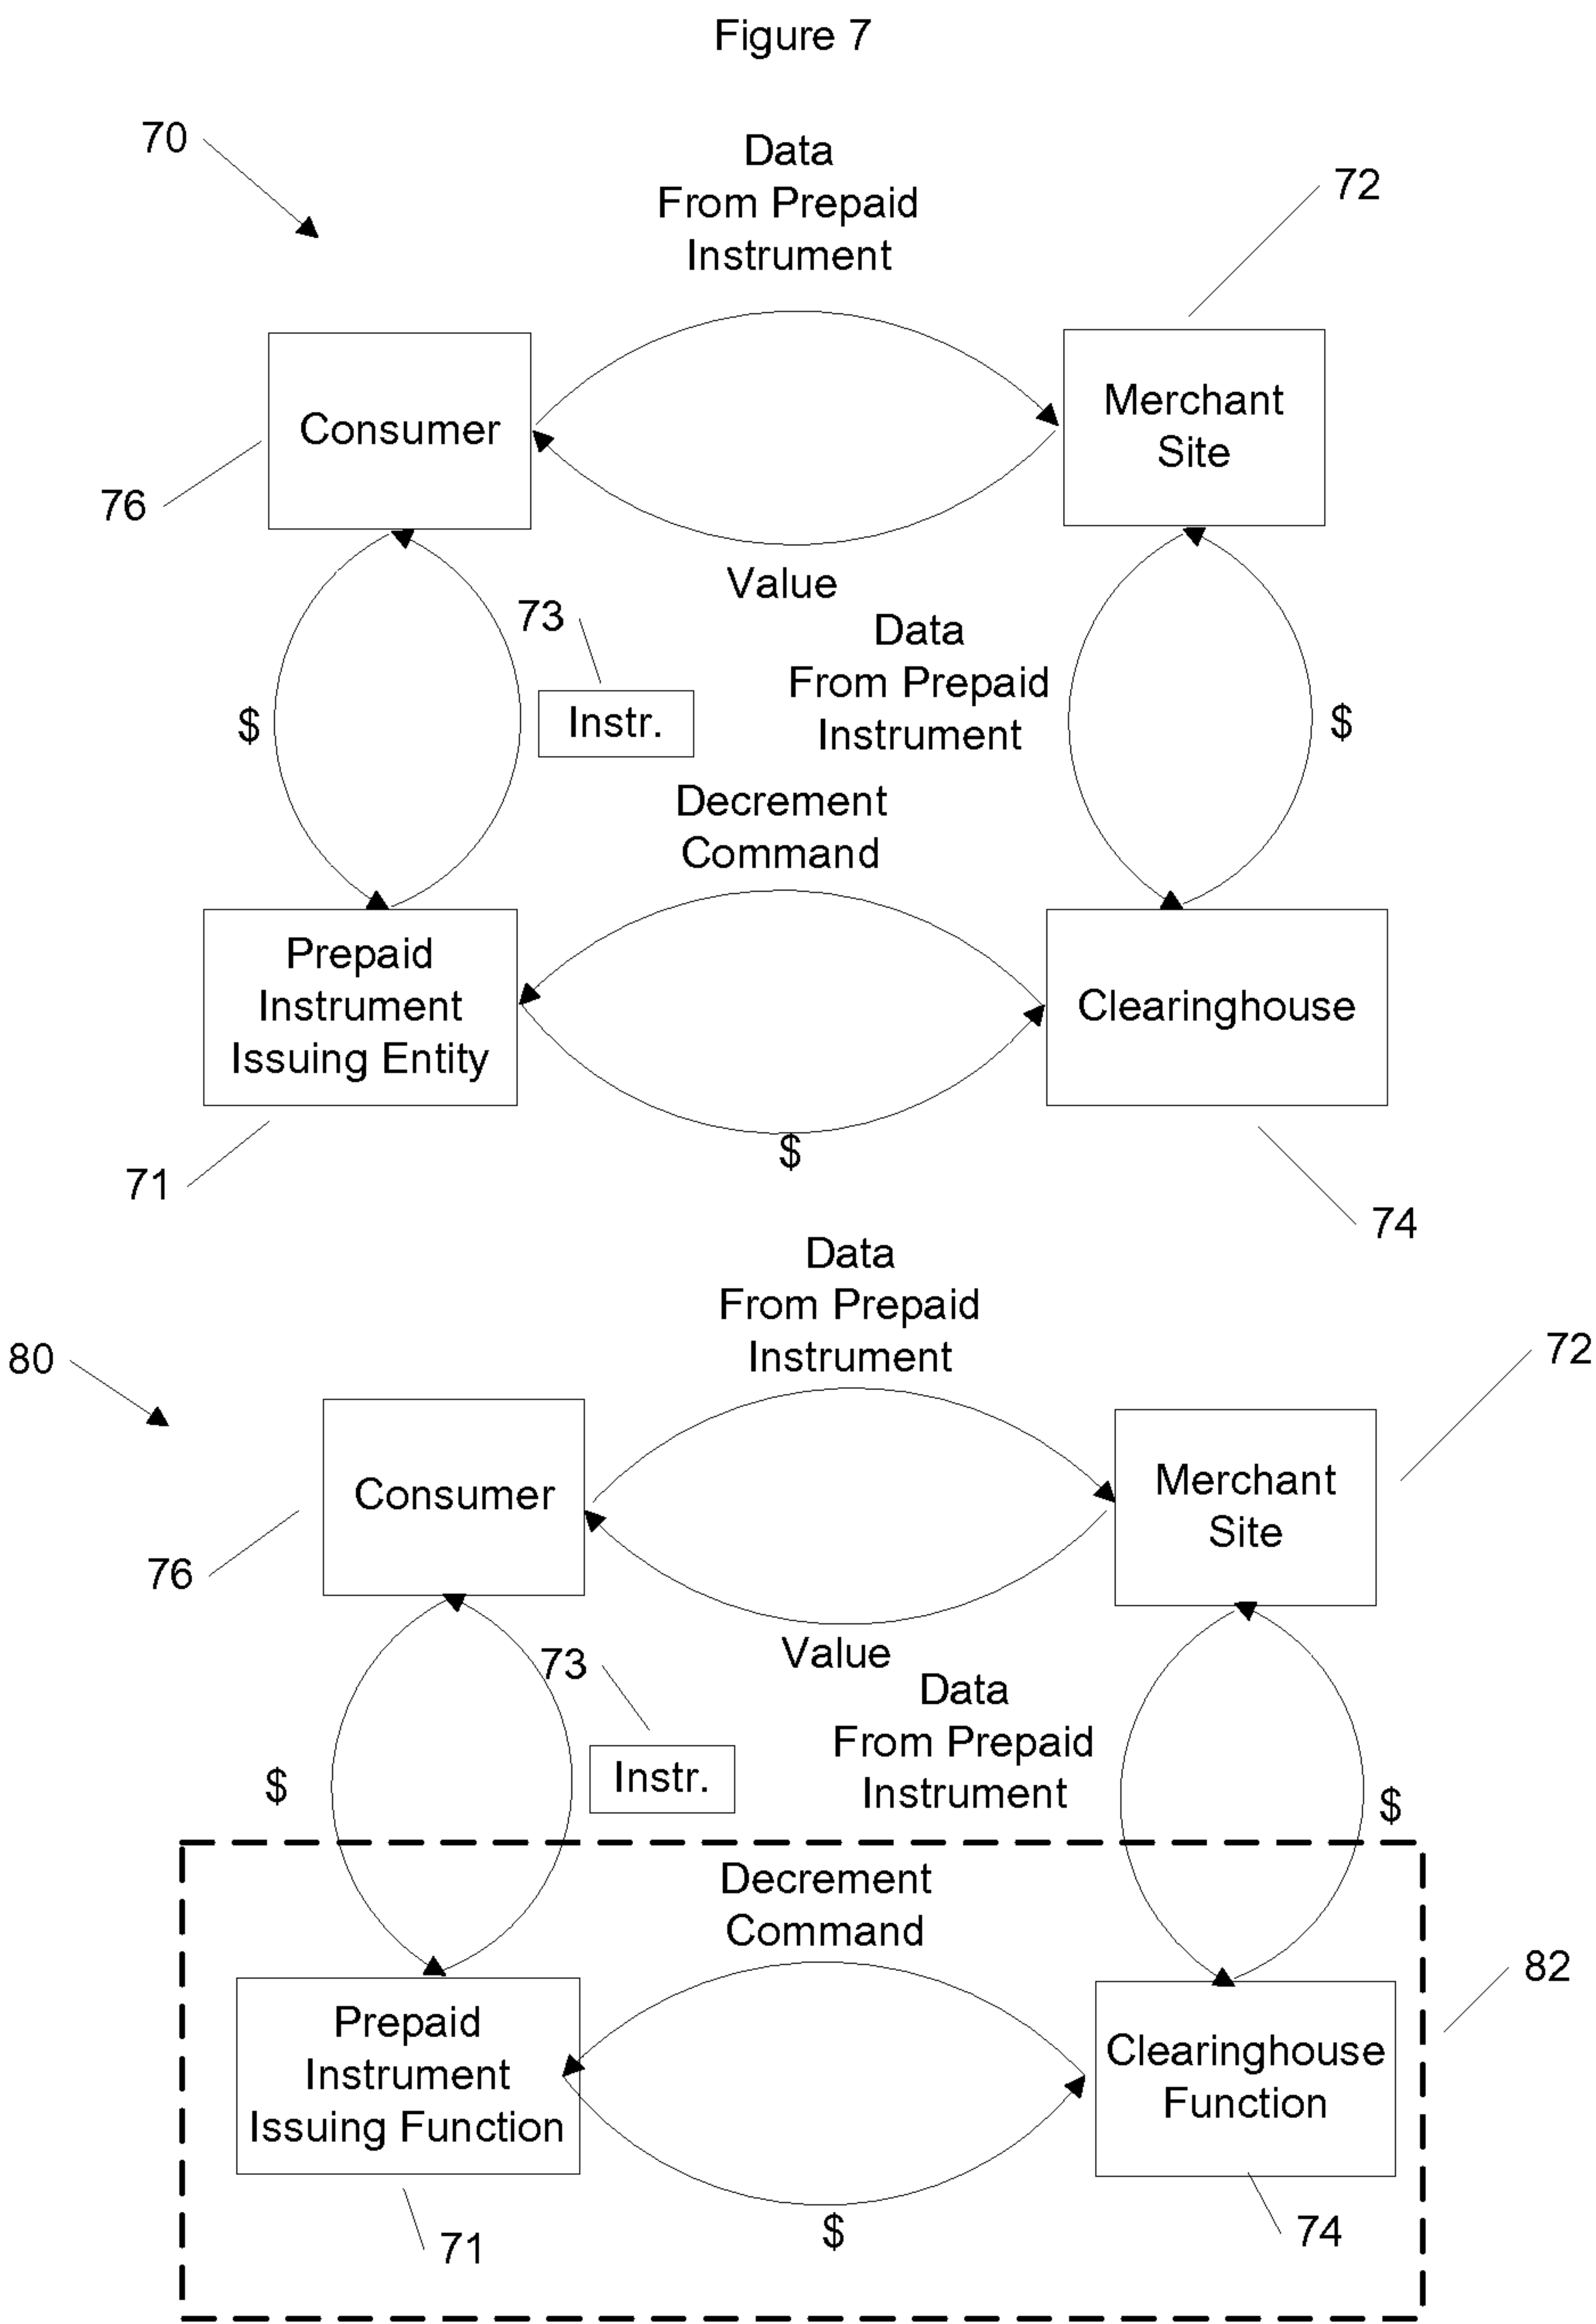 Figure 7
70
Data
From Prepaid
Instrument
72
Consumer
Merchant
Site
76
Value
73
Data
From Prepaid
Instrument
$
Instr.
$
Decrement
Command
Prepaid
Instrument
Issuing Entity
Clearinghouse
$
71
74
Data
From Prepaid
Instrument
80
72
Consumer
Merchant
Site
76
Value
73
Data
From Prepaid
Instrument
$
Instr.
$
Decrement
Command
82
Prepaid
Instrument
Issuing Function
Clearinghouse
Function
$
71
74